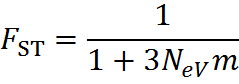 F_ST = 1 / (1 + 3N_eV m)